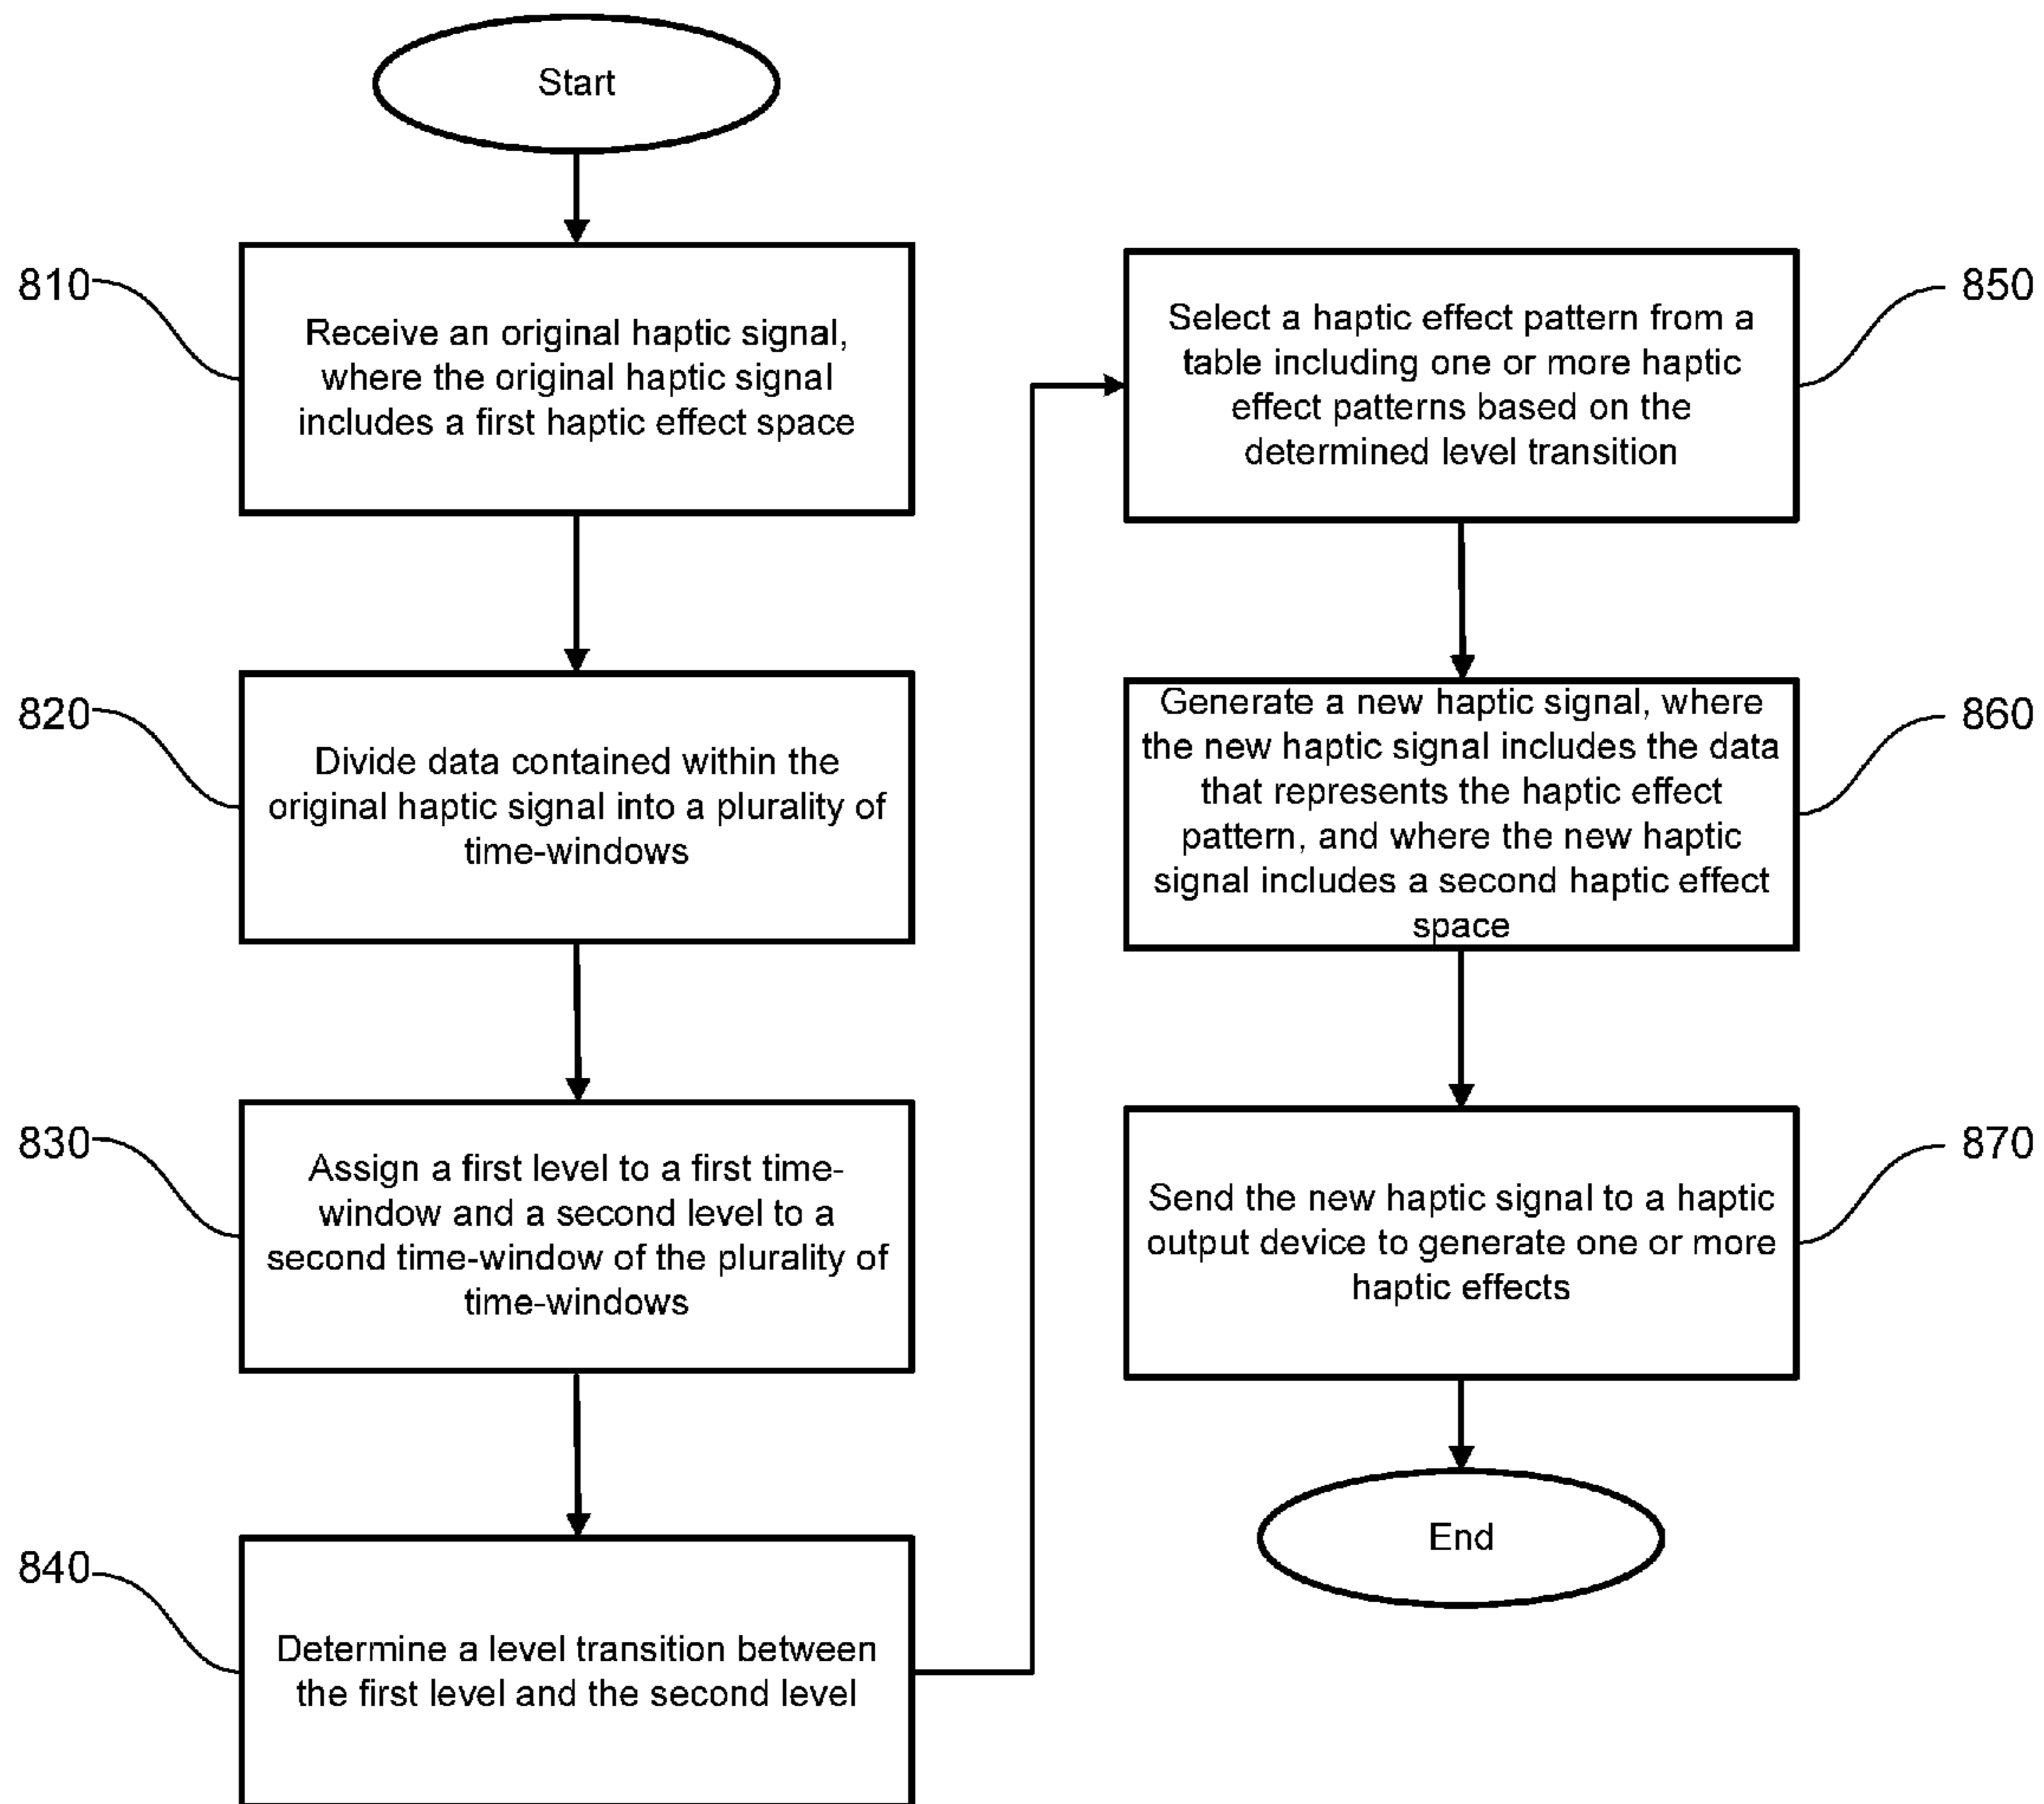 Start
810
Receive an original haptic signal,
where the original haptic signal
includes a first haptic effect space
820
Divide data contained within the
original haptic signal into a plurality of
time-windows
830
Assign a first level to a first time-
window and a second level to a
second time-window of the plurality of
time-windows
840
Determine a level transition between
the first level and the second level
850
Select a haptic effect pattern from a
table including one or more haptic
effect patterns based on the
determined level transition
860
Generate a new haptic signal, where
the new haptic signal includes the data
that represents the haptic effect
pattern, and where the new haptic
signal includes a second haptic effect
space
870
Send the new haptic signal to a haptic
output device to generate one or more
haptic effects
End